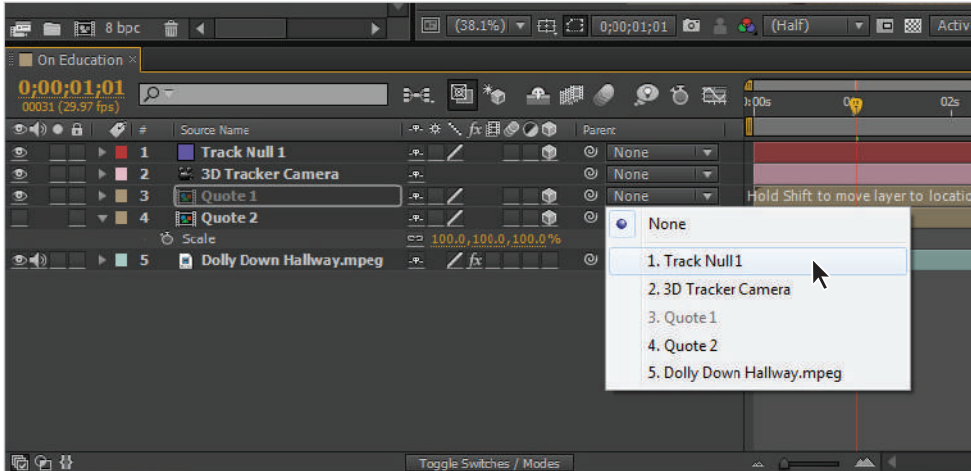 8 bpc (38.1%) 0;00;01;01 (Half) Activ
On Education ×
0;00;01;01
00031 (29.97 fps)
0:00s 02s
# Source Name fx Parent
1 Track Null 1 None
2 3D Tracker Camera None
3 Quote 1 None Hold Shift to move layer to locatio
4 Quote 2
None
Scale 100.0,100.0,100.0%
5 Dolly Down Hallway.mpeg fx
1. Track Null 1
2. 3D Tracker Camera
3. Quote 1
4. Quote 2
5. Dolly Down Hallway.mpeg
Toggle Switches / Modes